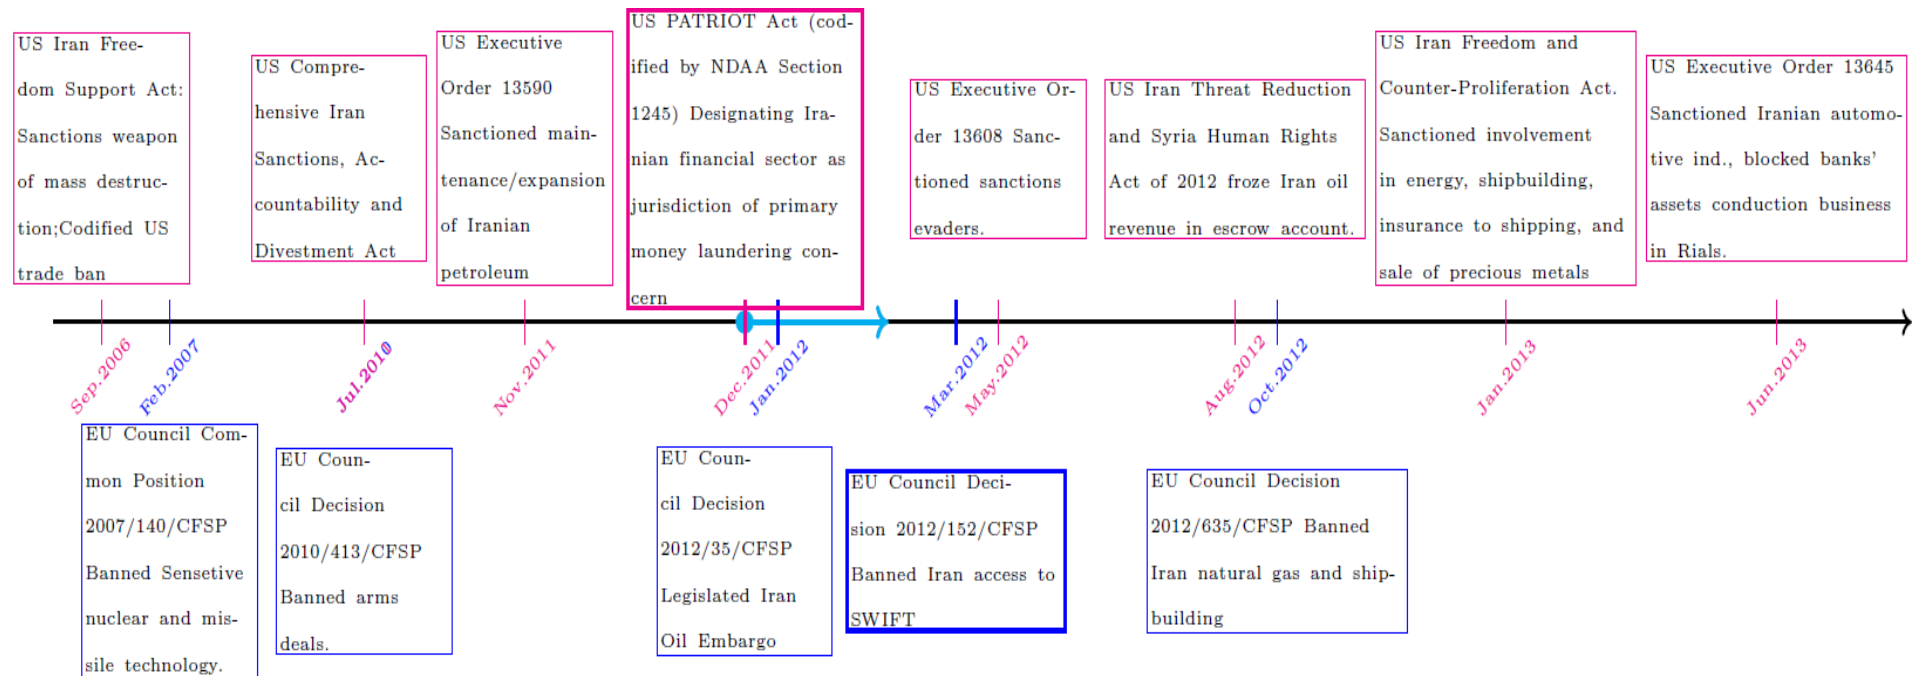 US Iran Free-
dom Support Act:
Sanctions weapon
of mass destruc-
tion;Codified US
trade ban
US Compre-
hensive Iran
Sanctions, Ac-
countability and
Divestment Act
US Executive
Order 13590
Sanctioned main-
tenance/expansion
of Iranian
petroleum
US PATRIOT Act (cod-
ified by NDAA Section
1245) Designating Ira-
nian financial sector as
jurisdiction of primary
money laundering con-
cern
US Executive Or-
der 13608 Sanc-
tioned sanctions
evaders.
US Iran Threat Reduction
and Syria Human Rights
Act of 2012 froze Iran oil
revenue in escrow account.
US Iran Freedom and
Counter-Proliferation Act.
Sanctioned involvement
in energy, shipbuilding,
insurance to shipping, and
sale of precious metals
US Executive Order 13645
Sanctioned Iranian automo-
tive ind., blocked banks'
assets conduction business
in Rials.
Sep.2006
Feb.2007
Jul.2010
Nov.2011
Dec.2011
Jan.2012
Mar.2012
May.2012
Aug.2012
Oct.2012
Jan.2013
Jun.2013
EU Council Com-
mon Position
2007/140/CFSP
Banned Sensetive
nuclear and mis-
sile technology.
EU Coun-
cil Decision
2010/413/CFSP
Banned arms
deals.
EU Coun-
cil Decision
2012/35/CFSP
Legislated Iran
Oil Embargo
EU Council Deci-
sion 2012/152/CFSP
Banned Iran access to
SWIFT
EU Council Decision
2012/635/CFSP Banned
Iran natural gas and ship-
building